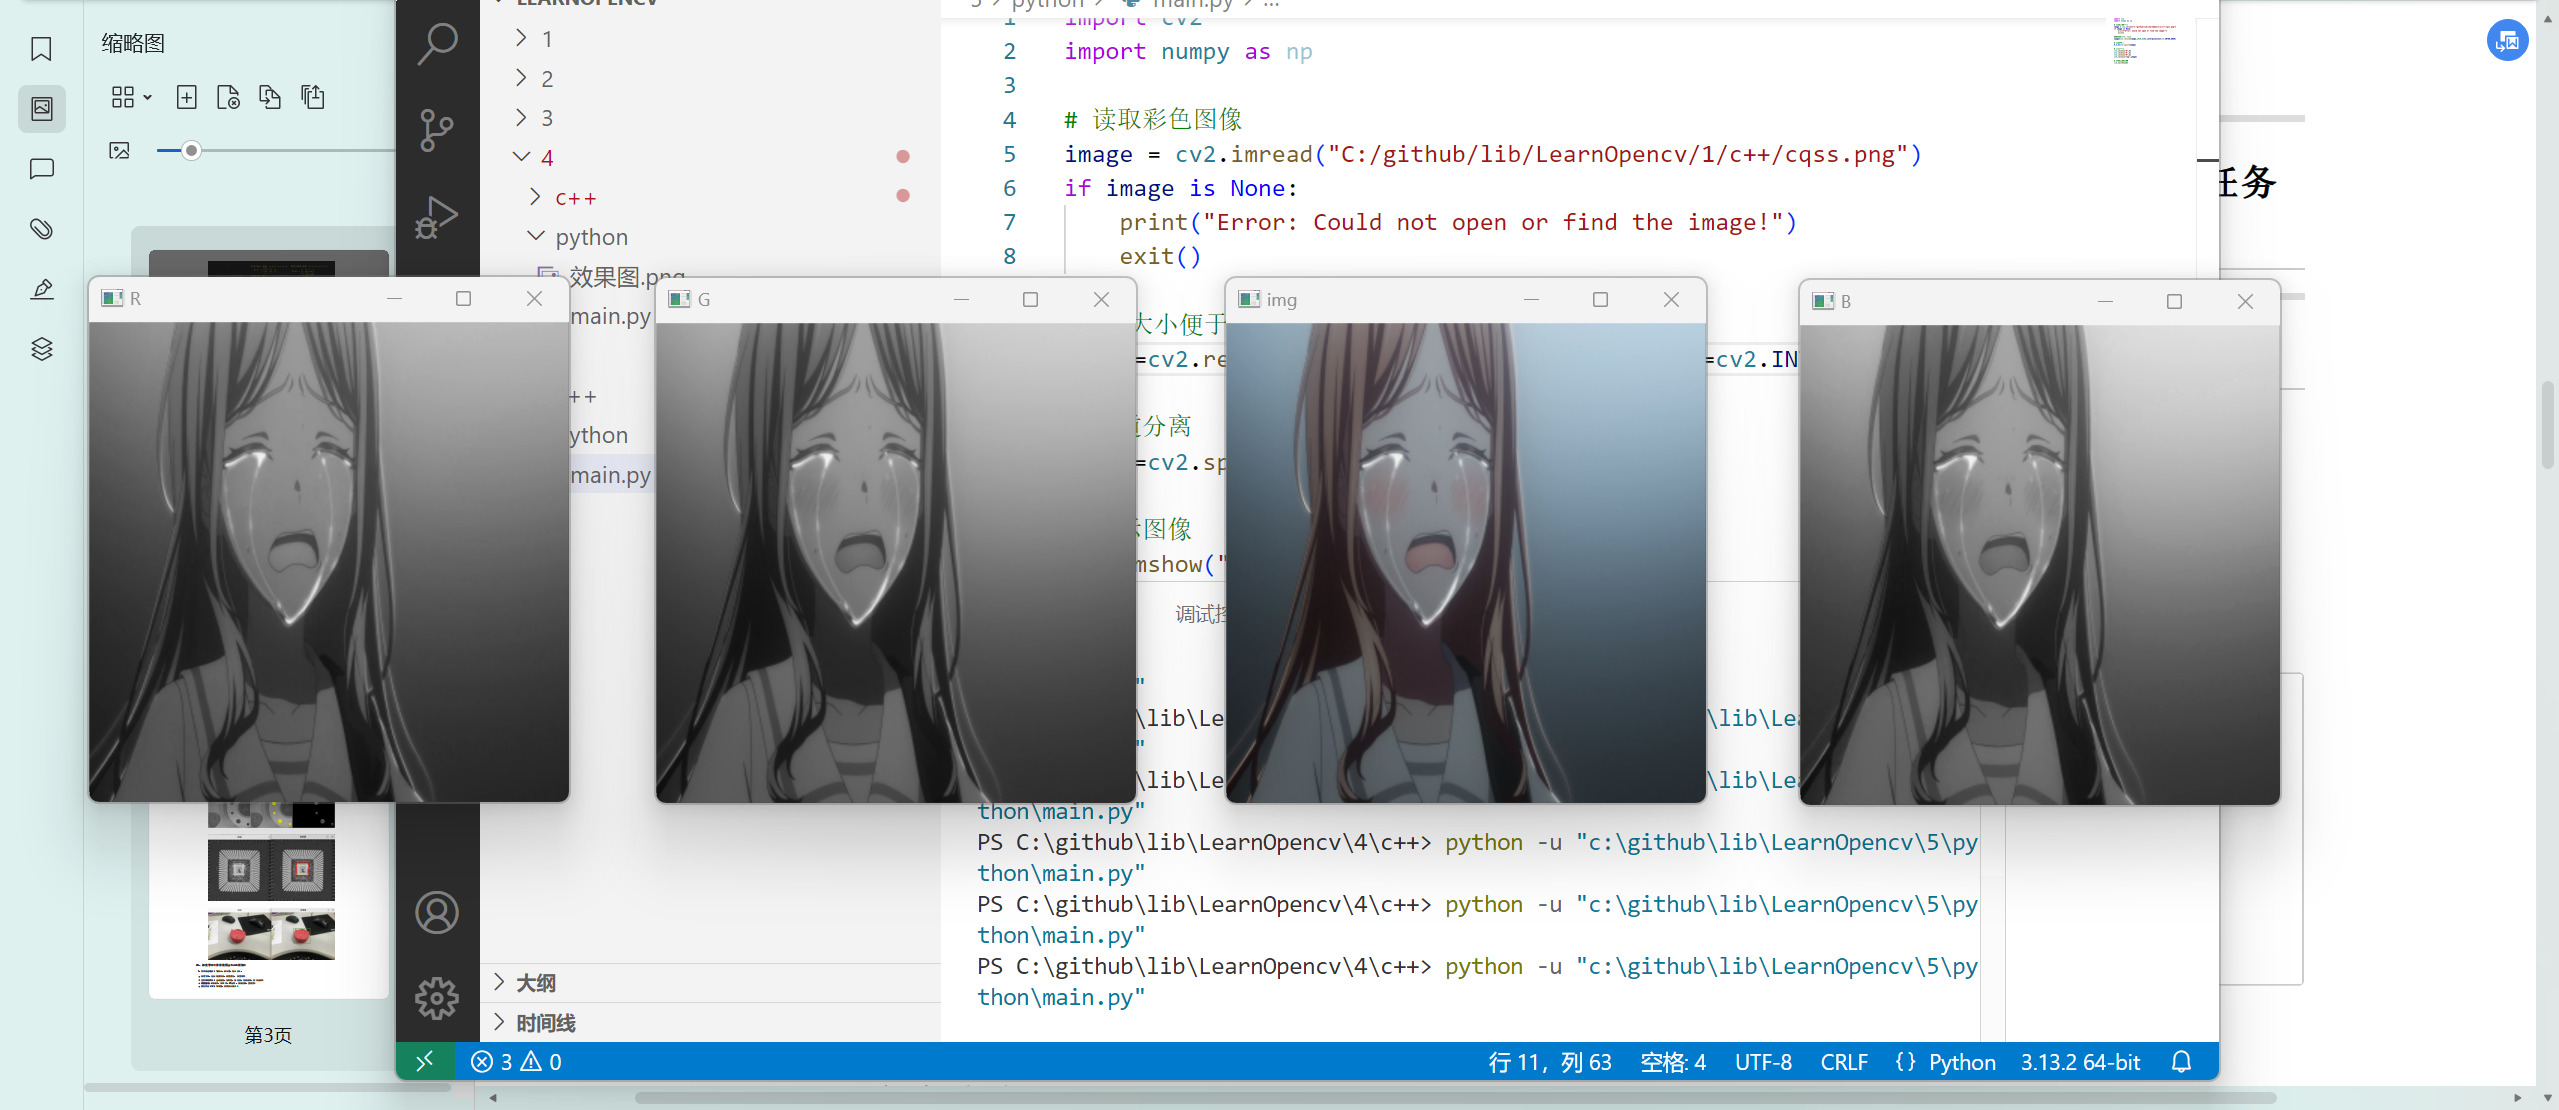 缩略图
第3页
LEARNOPENCV
1
2
3
4
c++
python
效果图.png
main.py
++
ython
main.py
大纲
时间线
5 > python > main.py > ...
1 import cv2
2 import numpy as np
3
4 # 读取彩色图像
5 image = cv2.imread("C:/github/lib/LearnOpencv/1/c++/cqss.png")
6 if image is None:
7 print("Error: Could not open or find the image!")
8 exit()
大小便于
=cv2.re
=cv2.IN
分离
=cv2.sp
图像
mshow("
调试控
R
G
img
B
"
\lib\Le
\lib\Lea
"
\lib\Le
\lib\Lea
thon\main.py"
PS C:\github\lib\LearnOpencv\4\c++> python -u "c:\github\lib\LearnOpencv\5\py
thon\main.py"
PS C:\github\lib\LearnOpencv\4\c++> python -u "c:\github\lib\LearnOpencv\5\py
thon\main.py"
PS C:\github\lib\LearnOpencv\4\c++> python -u "c:\github\lib\LearnOpencv\5\py
thon\main.py"
3 0
行 11，列 63 空格: 4 UTF-8 CRLF {} Python 3.13.2 64-bit
任务